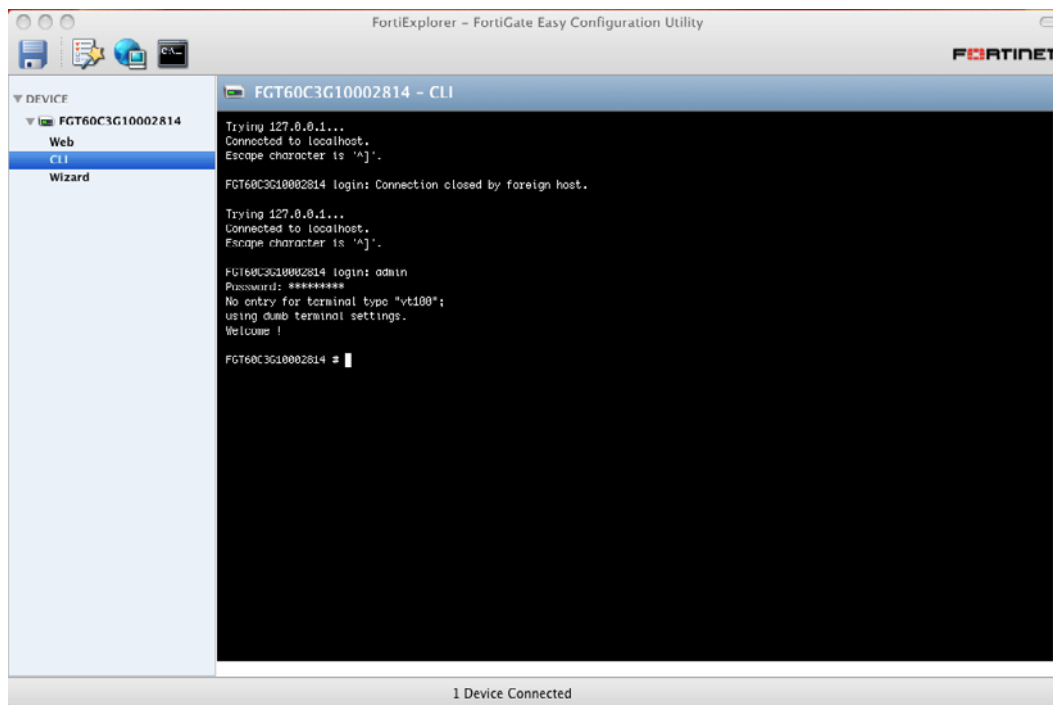 FortiExplorer – FortiGate Easy Configuration Utility
FORTINET
DEVICE
FGT60C3G10002814
Web
CLI
Wizard
FGT60C3G10002814 – CLI
Trying 127.0.0.1...
Connected to localhost.
Escape character is '^]'.
FGT60C3G10002814 login: Connection closed by foreign host.
Trying 127.0.0.1...
Connected to localhost.
Escape character is '^]'.
FGT60C3G10002814 login: admin
Password: *********
No entry for terminal type "vt100";
using dumb terminal settings.
Welcome !
FGT60C3G10002814 #
1 Device Connected